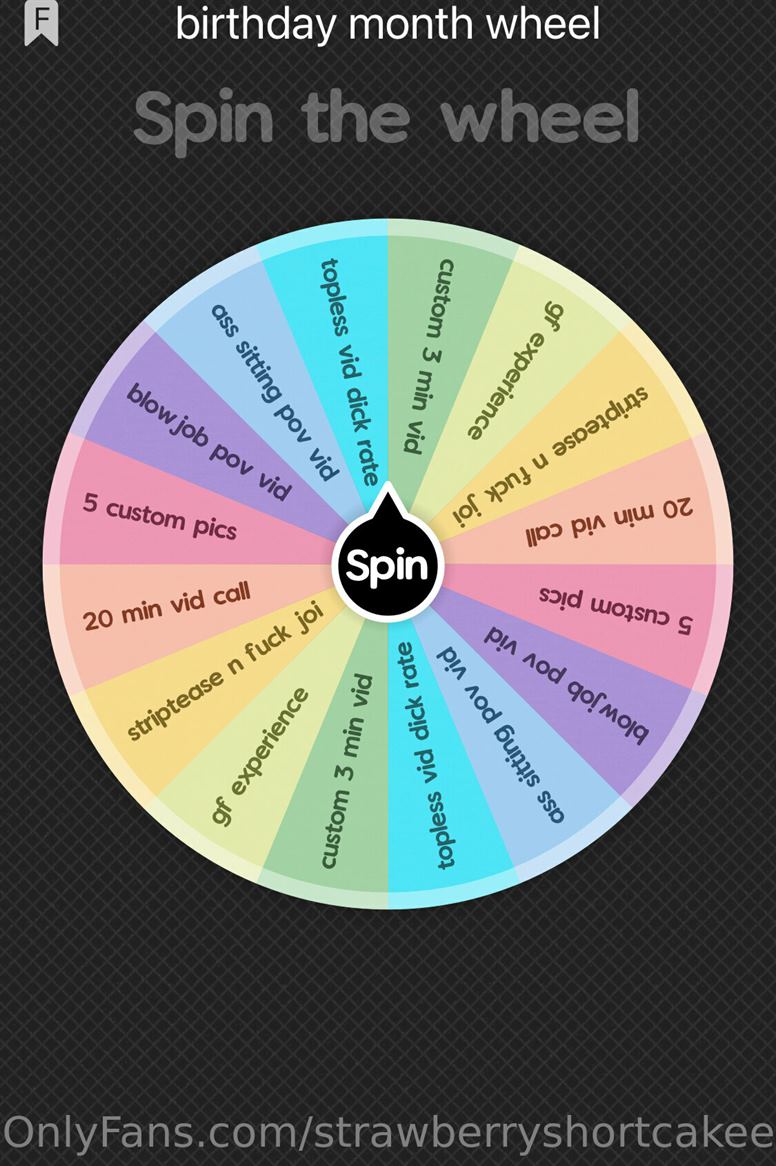 F
birthday month wheel
Spin the wheel
custom 3 min vid
gf experience
striptease n fuck joi
20 min vid call
5 custom pics
blowjob pov vid
ass sitting pov vid
topless vid dick rate
custom 3 min vid
gf experience
striptease n fuck joi
20 min vid call
5 custom pics
blowjob pov vid
ass sitting pov vid
topless vid dick rate
Spin
OnlyFans.com/strawberryshortcakee